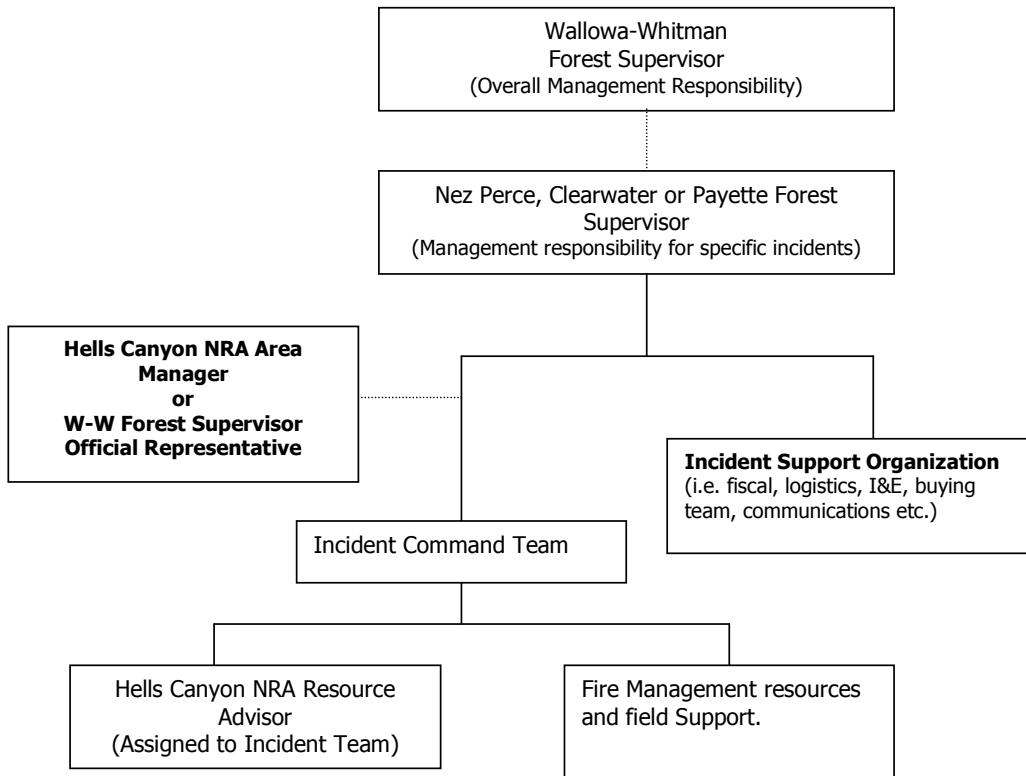 Wallowa-Whitman
Forest Supervisor
(Overall Management Responsibility)
Nez Perce, Clearwater or Payette Forest
Supervisor
(Management responsibility for specific incidents)
Hells Canyon NRA Area
Manager
or
W-W Forest Supervisor
Official Representative
Incident Support Organization
(i.e. fiscal, logistics, I&E, buying
team, communications etc.)
Incident Command Team
Hells Canyon NRA Resource
Advisor
(Assigned to Incident Team)
Fire Management resources
and field Support.